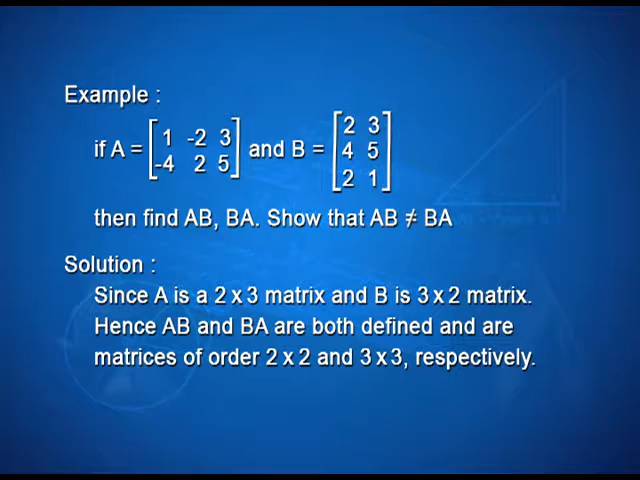 Example :
if A = [1 -2 3
-4 2 5] and B = [2 3
4 5
2 1]
then find AB, BA. Show that AB ≠ BA
Solution :
Since A is a 2 x 3 matrix and B is 3 x 2 matrix.
Hence AB and BA are both defined and are
matrices of order 2 x 2 and 3 x 3, respectively.